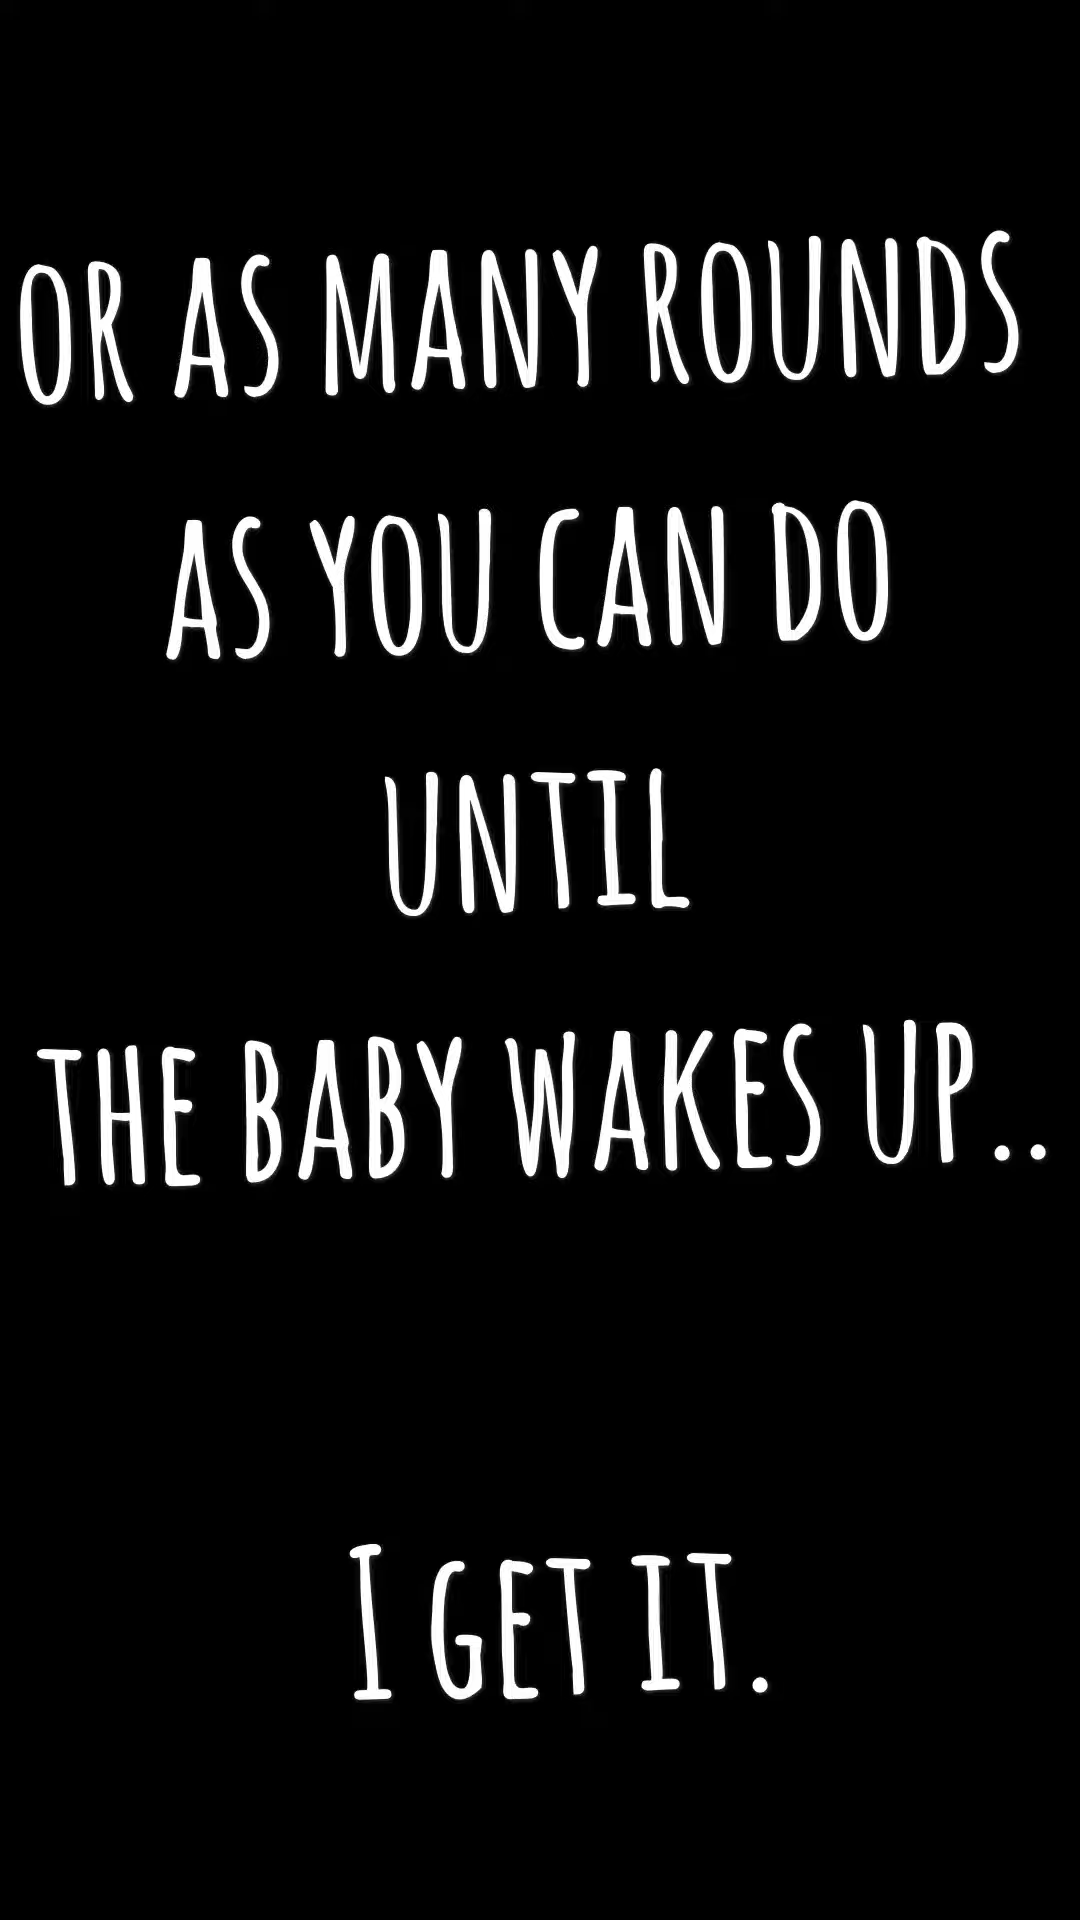 OR AS MANY ROUNDS
AS YOU CAN DO
UNTIL
THE BABY WAKES UP..
I GET IT.